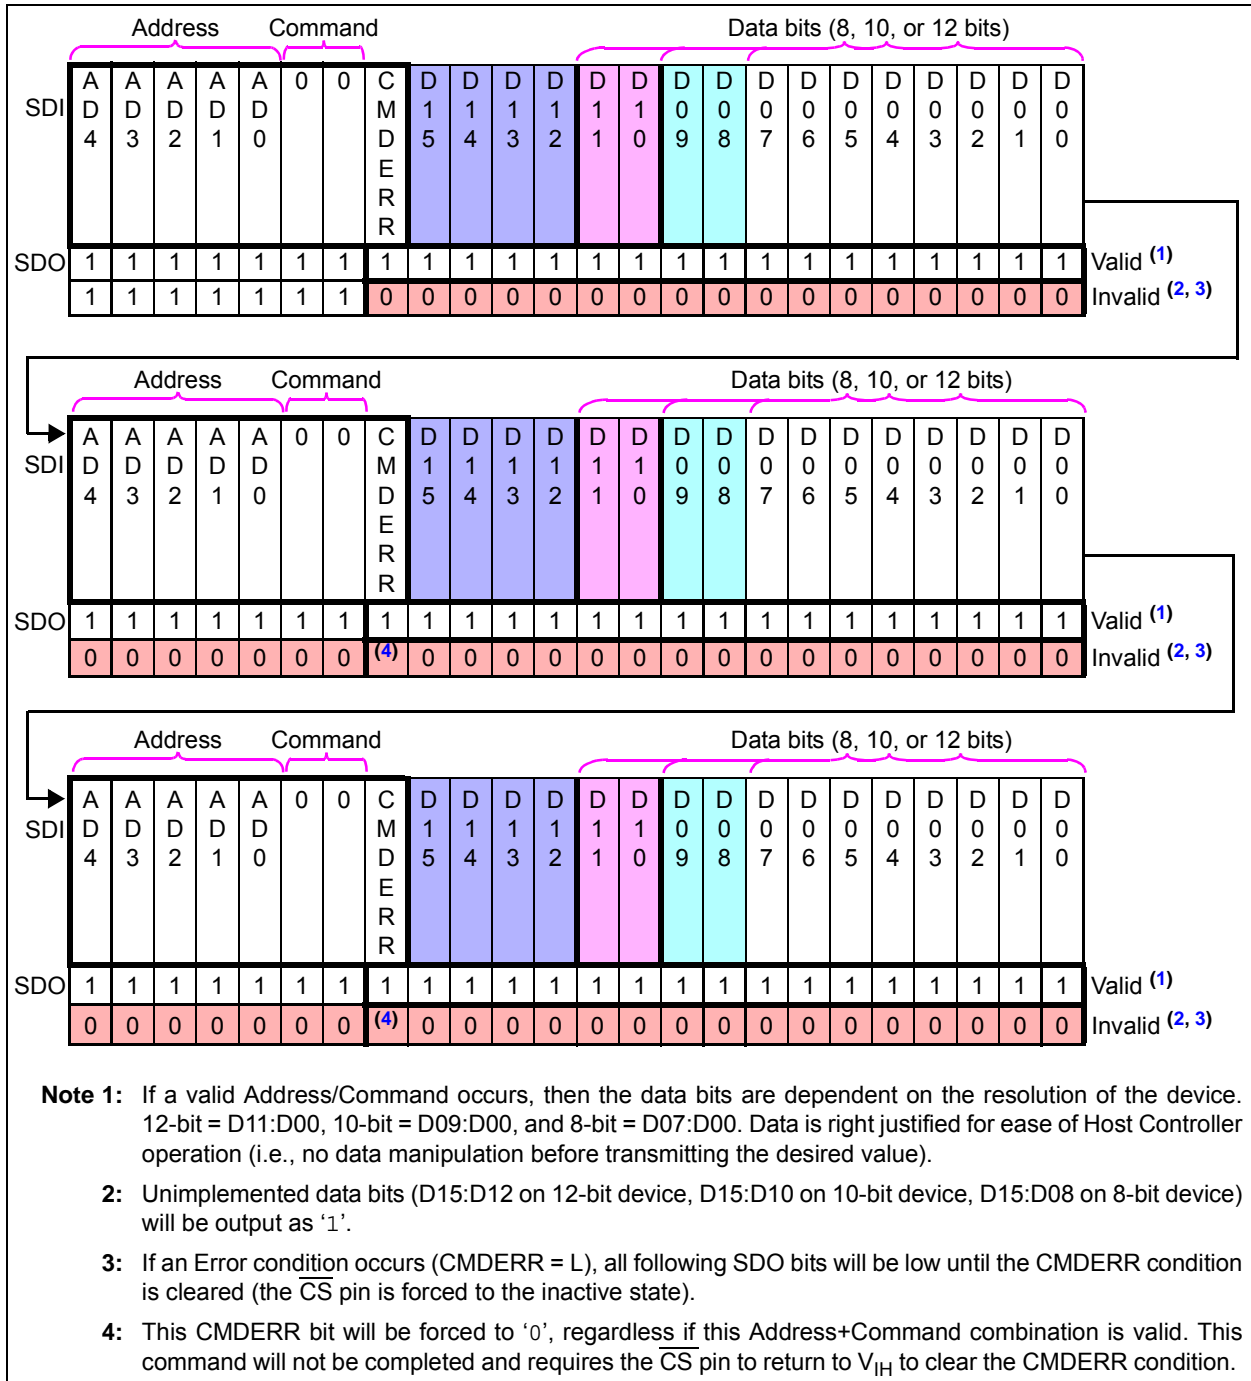 Address Command Data bits (8, 10, or 12 bits)
SDI A A A A A 0 0 C D D D D D D D D D D D D D D D D
D D D D D M 1 1 1 1 1 1 0 0 0 0 0 0 0 0 0 0
4 3 2 1 0 D 5 4 3 2 1 0 9 8 7 6 5 4 3 2 1 0
E
R
R
SDO 1 1 1 1 1 1 1 1 1 1 1 1 1 1 1 1 1 1 1 1 1 1 1 1 Valid (1)
1 1 1 1 1 1 1 0 0 0 0 0 0 0 0 0 0 0 0 0 0 0 0 0 Invalid (2, 3)
Address Command Data bits (8, 10, or 12 bits)
A A A A A 0 0 C D D D D D D D D D D D D D D D D
SDI D D D D D M 1 1 1 1 1 1 0 0 0 0 0 0 0 0 0 0
4 3 2 1 0 D 5 4 3 2 1 0 9 8 7 6 5 4 3 2 1 0
E
R
R
SDO 1 1 1 1 1 1 1 1 1 1 1 1 1 1 1 1 1 1 1 1 1 1 1 1 Valid (1)
0 0 0 0 0 0 0 (4) 0 0 0 0 0 0 0 0 0 0 0 0 0 0 0 0 Invalid (2, 3)
Address Command Data bits (8, 10, or 12 bits)
A A A A A 0 0 C D D D D D D D D D D D D D D D D
SDI D D D D D M 1 1 1 1 1 1 0 0 0 0 0 0 0 0 0 0
4 3 2 1 0 D 5 4 3 2 1 0 9 8 7 6 5 4 3 2 1 0
E
R
R
SDO 1 1 1 1 1 1 1 1 1 1 1 1 1 1 1 1 1 1 1 1 1 1 1 1 Valid (1)
0 0 0 0 0 0 0 (4) 0 0 0 0 0 0 0 0 0 0 0 0 0 0 0 0 Invalid (2, 3)
Note 1: If a valid Address/Command occurs, then the data bits are dependent on the resolution of the device.
12-bit = D11:D00, 10-bit = D09:D00, and 8-bit = D07:D00. Data is right justified for ease of Host Controller
operation (i.e., no data manipulation before transmitting the desired value).
2: Unimplemented data bits (D15:D12 on 12-bit device, D15:D10 on 10-bit device, D15:D08 on 8-bit device)
will be output as ‘1’.
3: If an Error condition occurs (CMDERR = L), all following SDO bits will be low until the CMDERR condition
is cleared (the CS pin is forced to the inactive state).
4: This CMDERR bit will be forced to ‘0’, regardless if this Address+Command combination is valid. This
command will not be completed and requires the CS pin to return to VIH to clear the CMDERR condition.